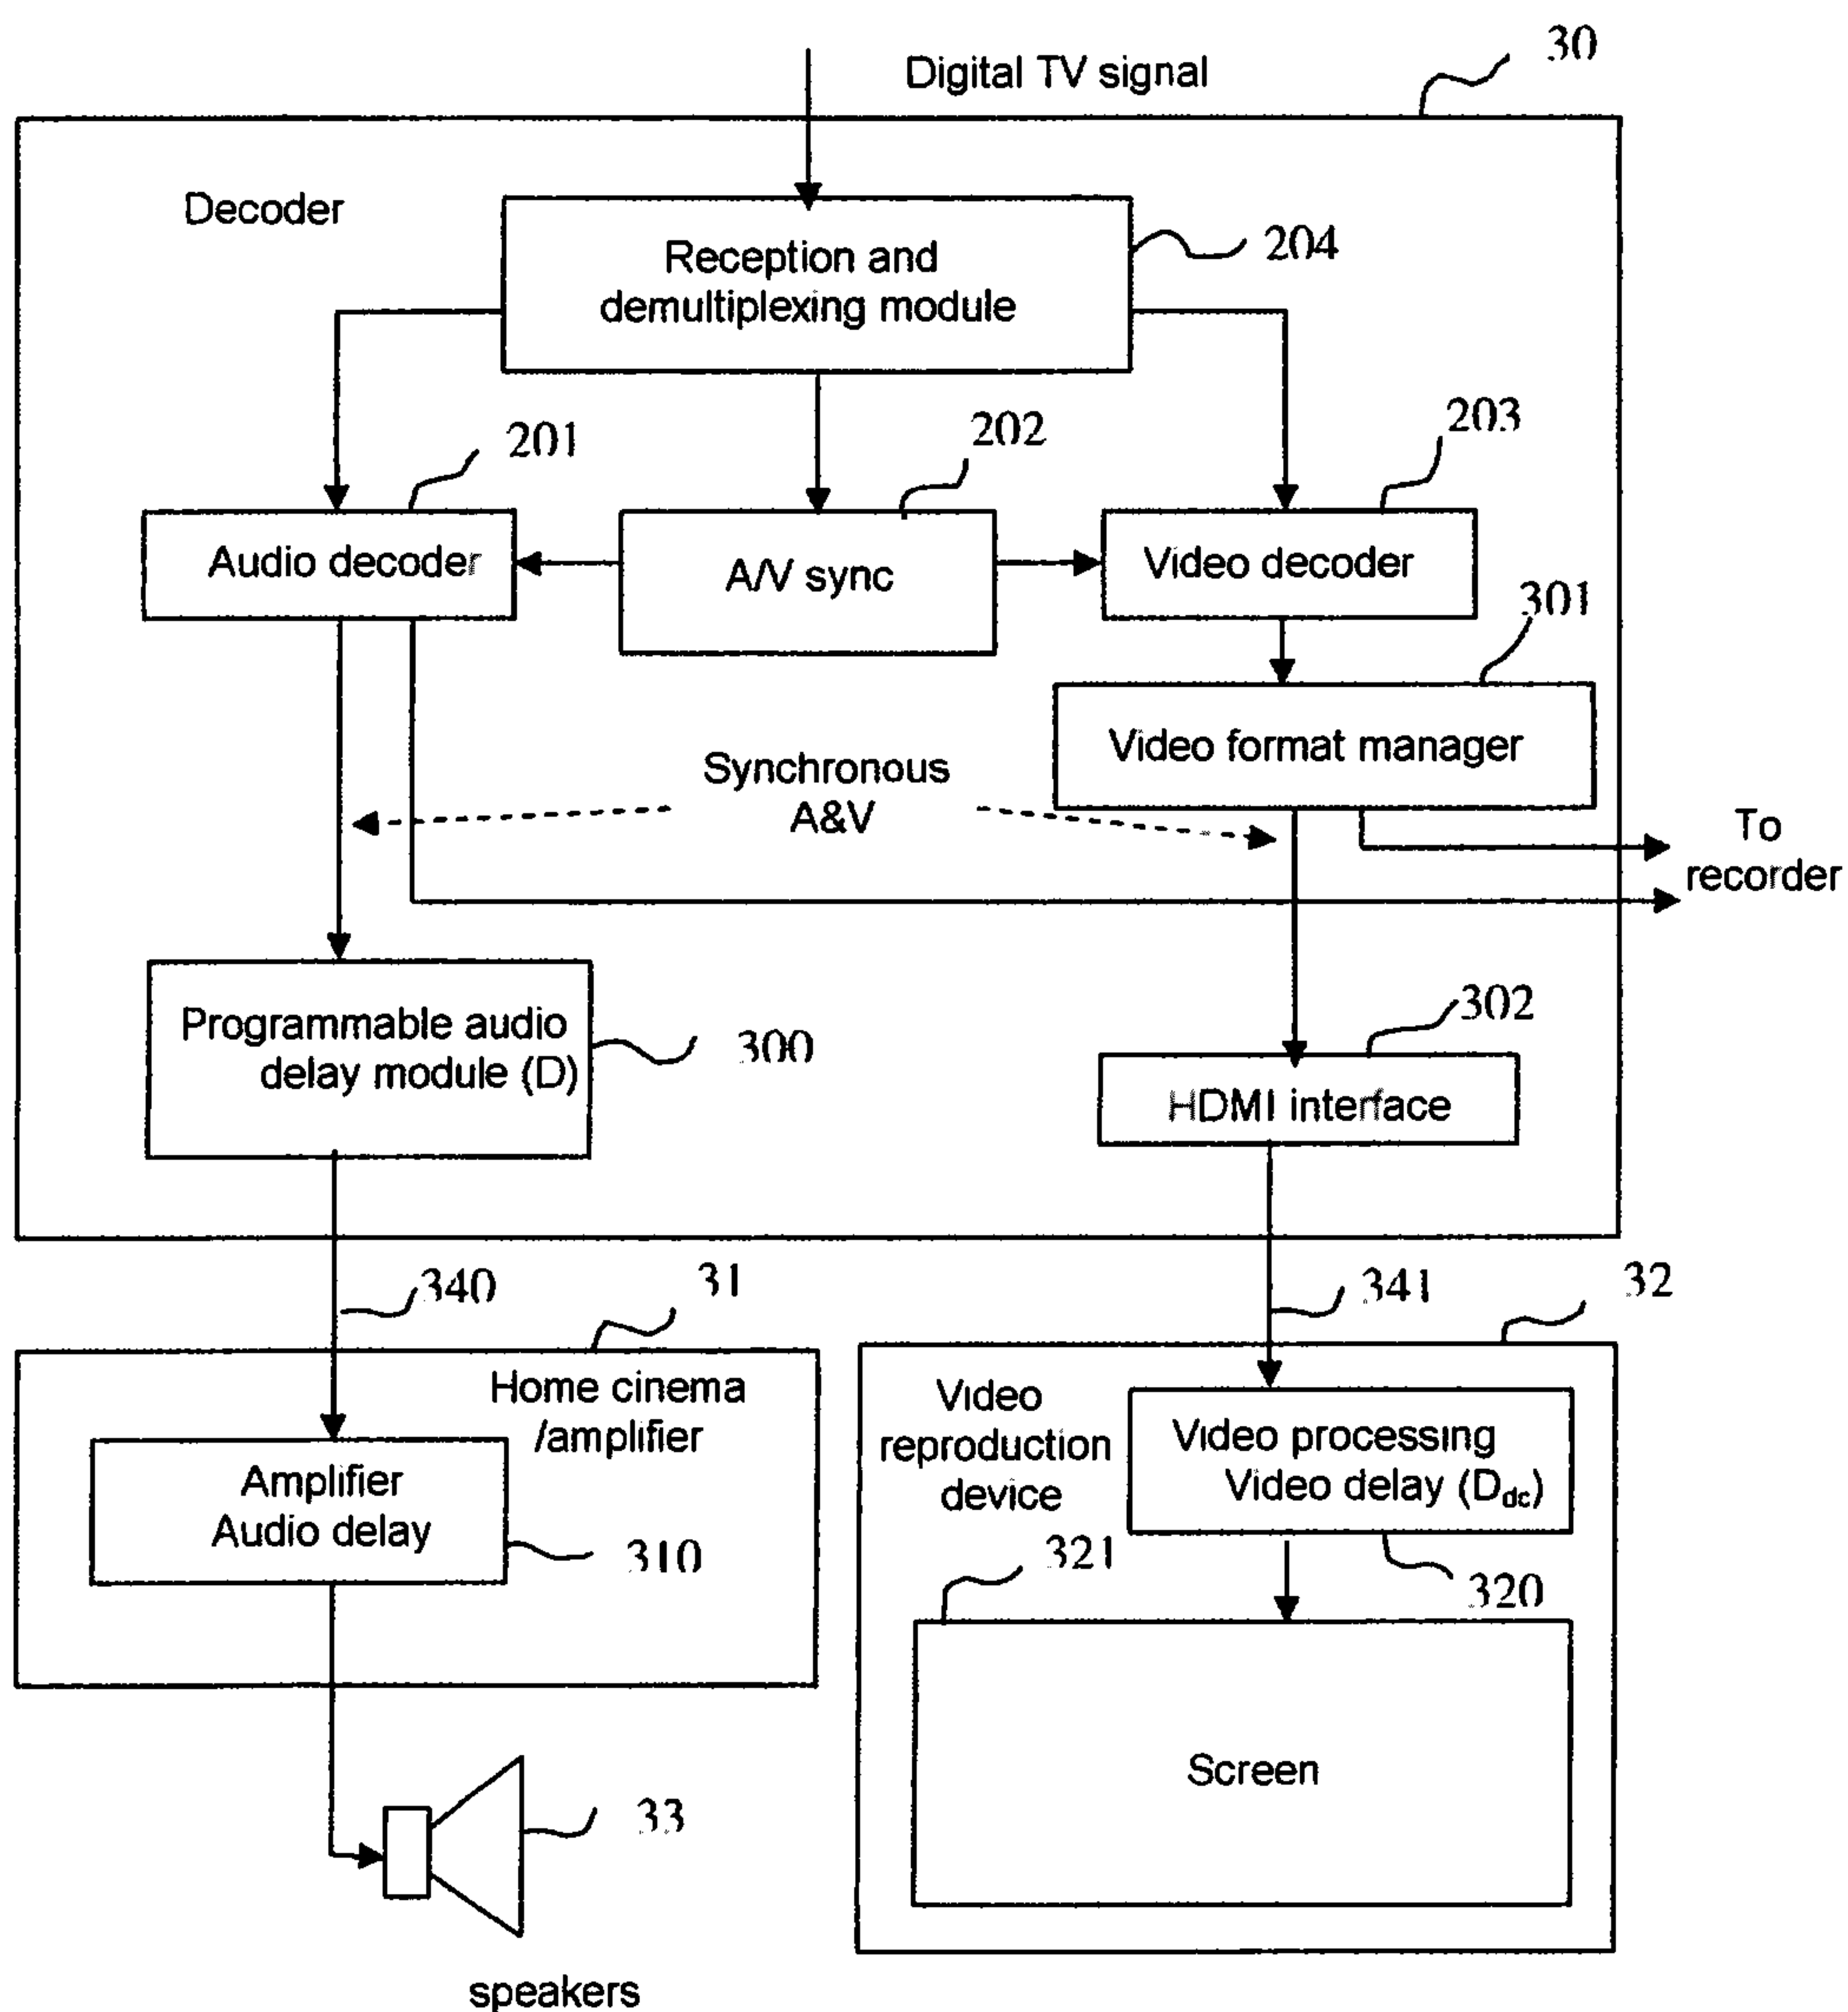 30
Digital TV signal
Decoder
Reception and
demultiplexing module
204
201
202
203
Audio decoder
A/V sync
Video decoder
301
Video format manager
Synchronous
A&V
To
recorder
Programmable audio
delay module (D)
300
302
HDMI interface
340
31
341
32
Home cinema
/amplifier
Amplifier
Audio delay
310
Video
reproduction
device
Video processing
Video delay (Ddc)
321
320
Screen
33
speakers